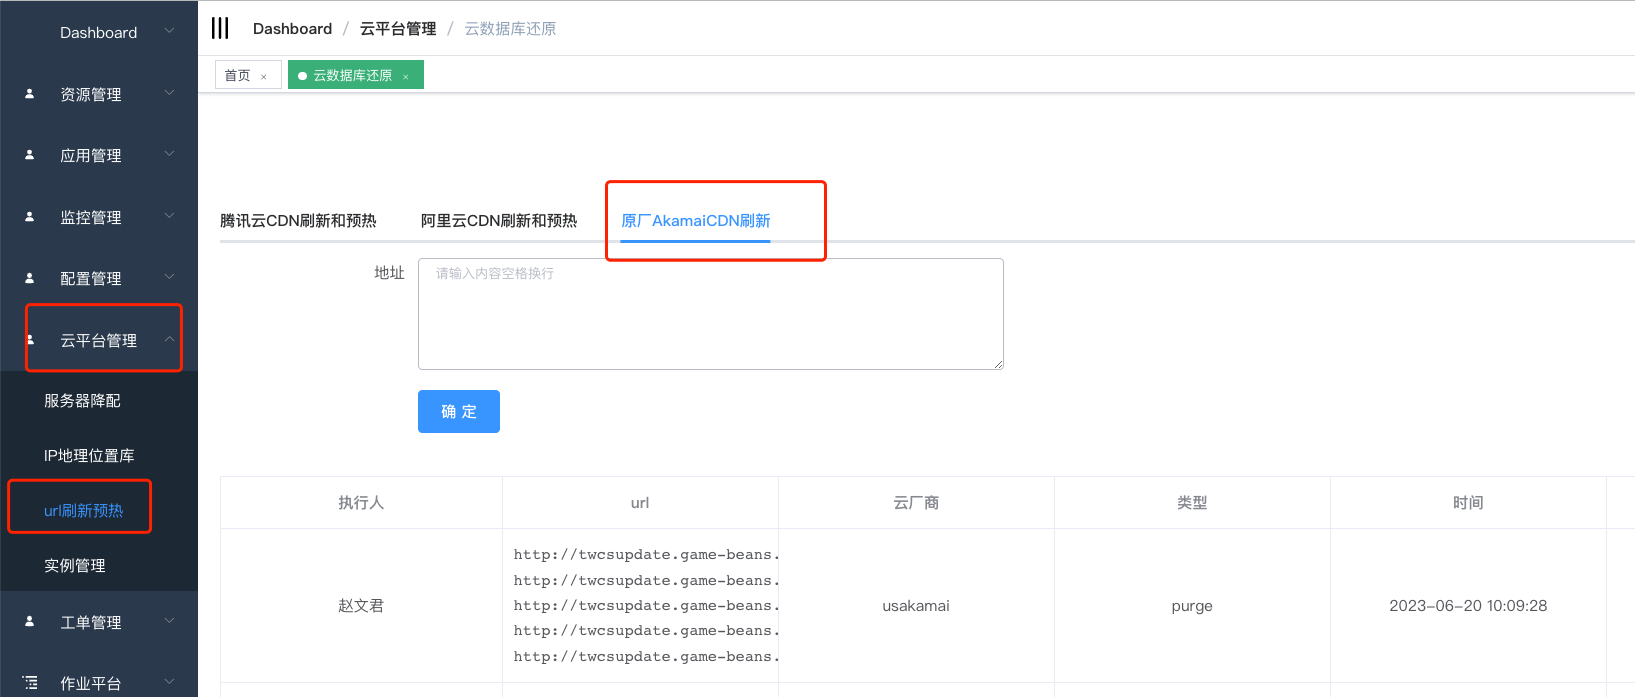 Dashboard
资源管理
应用管理
监控管理
配置管理
云平台管理
服务器降配
IP地理位置库
url刷新预热
实例管理
工单管理
作业平台
Dashboard / 云平台管理 / 云数据库还原
首页 ×
云数据库还原 ×
腾讯云CDN刷新和预热 阿里云CDN刷新和预热 原厂AkamaiCDN刷新
地址 请输入内容空格换行
确 定
执行人 url 云厂商 类型 时间
http://twcsupdate.game-beans.
http://twcsupdate.game-beans.
赵文君 http://twcsupdate.game-beans. usakamai purge 2023-06-20 10:09:28
http://twcsupdate.game-beans.
http://twcsupdate.game-beans.